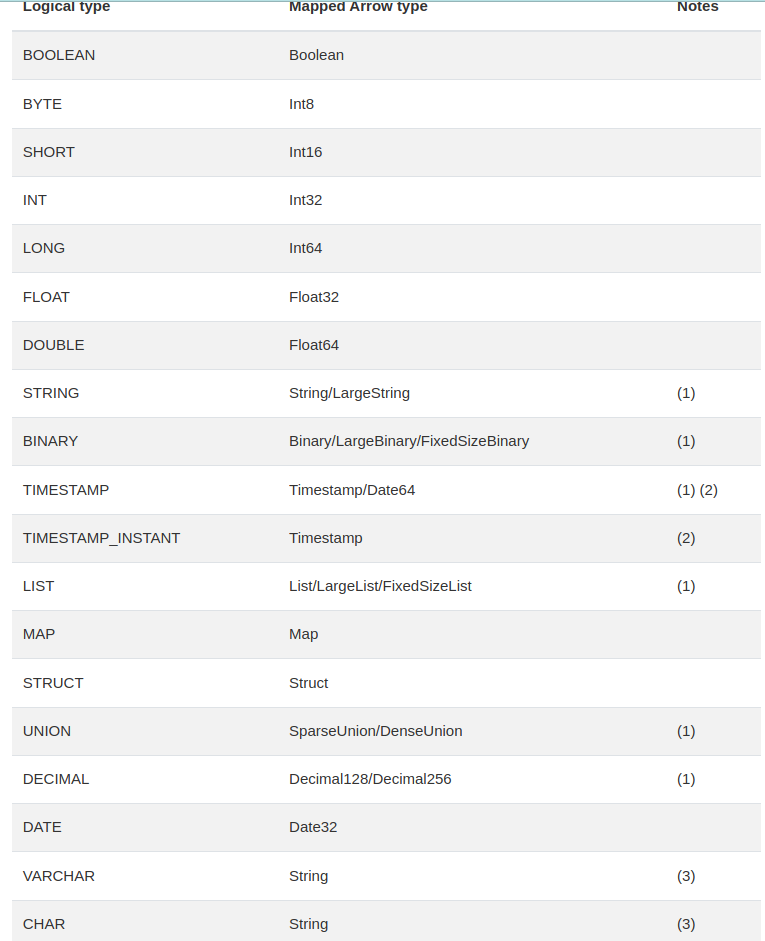 Logical type Mapped Arrow type Notes
BOOLEAN Boolean
BYTE Int8
SHORT Int16
INT Int32
LONG Int64
FLOAT Float32
DOUBLE Float64
STRING String/LargeString (1)
BINARY Binary/LargeBinary/FixedSizeBinary (1)
TIMESTAMP Timestamp/Date64 (1) (2)
TIMESTAMP_INSTANT Timestamp (2)
LIST List/LargeList/FixedSizeList (1)
MAP Map
STRUCT Struct
UNION SparseUnion/DenseUnion (1)
DECIMAL Decimal128/Decimal256 (1)
DATE Date32
VARCHAR String (3)
CHAR String (3)